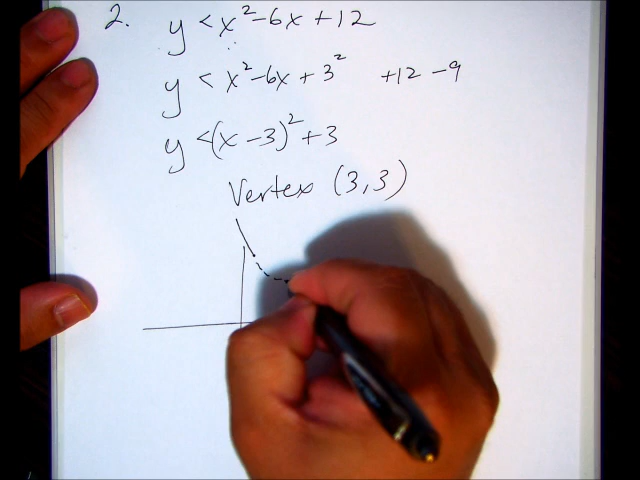 2. y < x² - 6x + 12
y < x² - 6x + 3² +12 - 9
y < (x - 3)² + 3
Vertex (3,3)